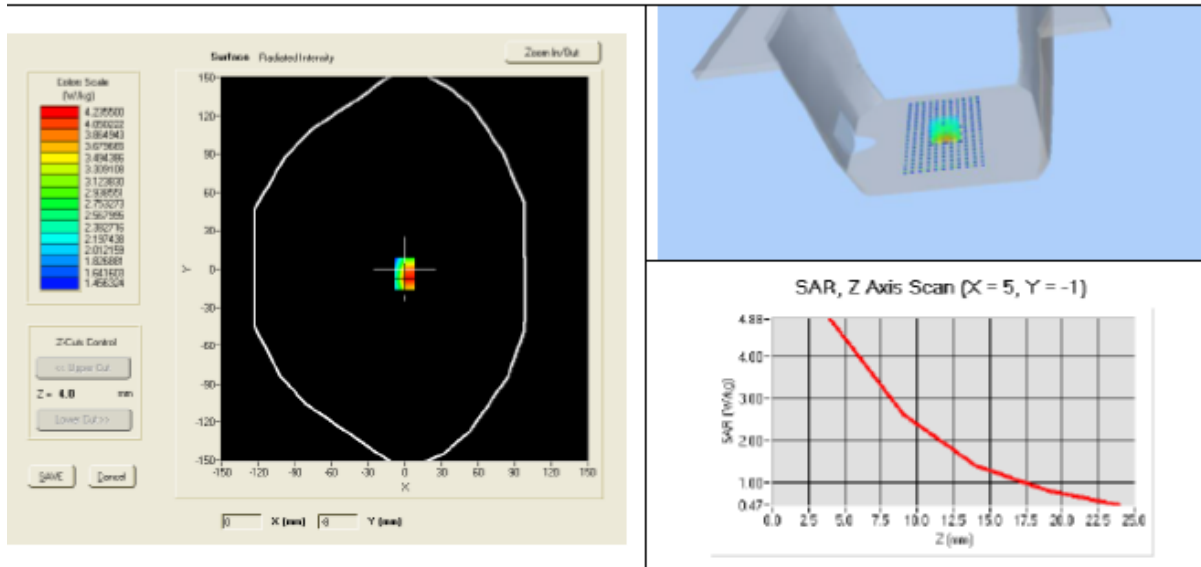 Surface Radiated Intensity
Zoom In/Out
Colors Scale
(W/kg)
4.235500
4.050222
3.864943
3.679665
3.494386
3.309108
3.123830
2.938551
2.753273
2.567995
2.382716
2.197438
2.012159
1.826881
1.641603
1.456324
Z-Cuts Control
<< Upper Cut
Z = 4.0 mm
Lower Cut >>
SAVE
Cancel
150
120
90
60
30
0
-30
-60
-90
-120
-150
Y
-150 -120 -90 -60 -30 0 30 60 90 120 150
X
0 X (mm) -8 Y (mm)
SAR, Z Axis Scan (X = 5, Y = -1)
4.88
4.00
3.00
2.00
1.00
0.47
SAR (W/kg)
0.0 2.5 5.0 7.5 10.0 12.5 15.0 17.5 20.0 22.5 25.0
Z (mm)